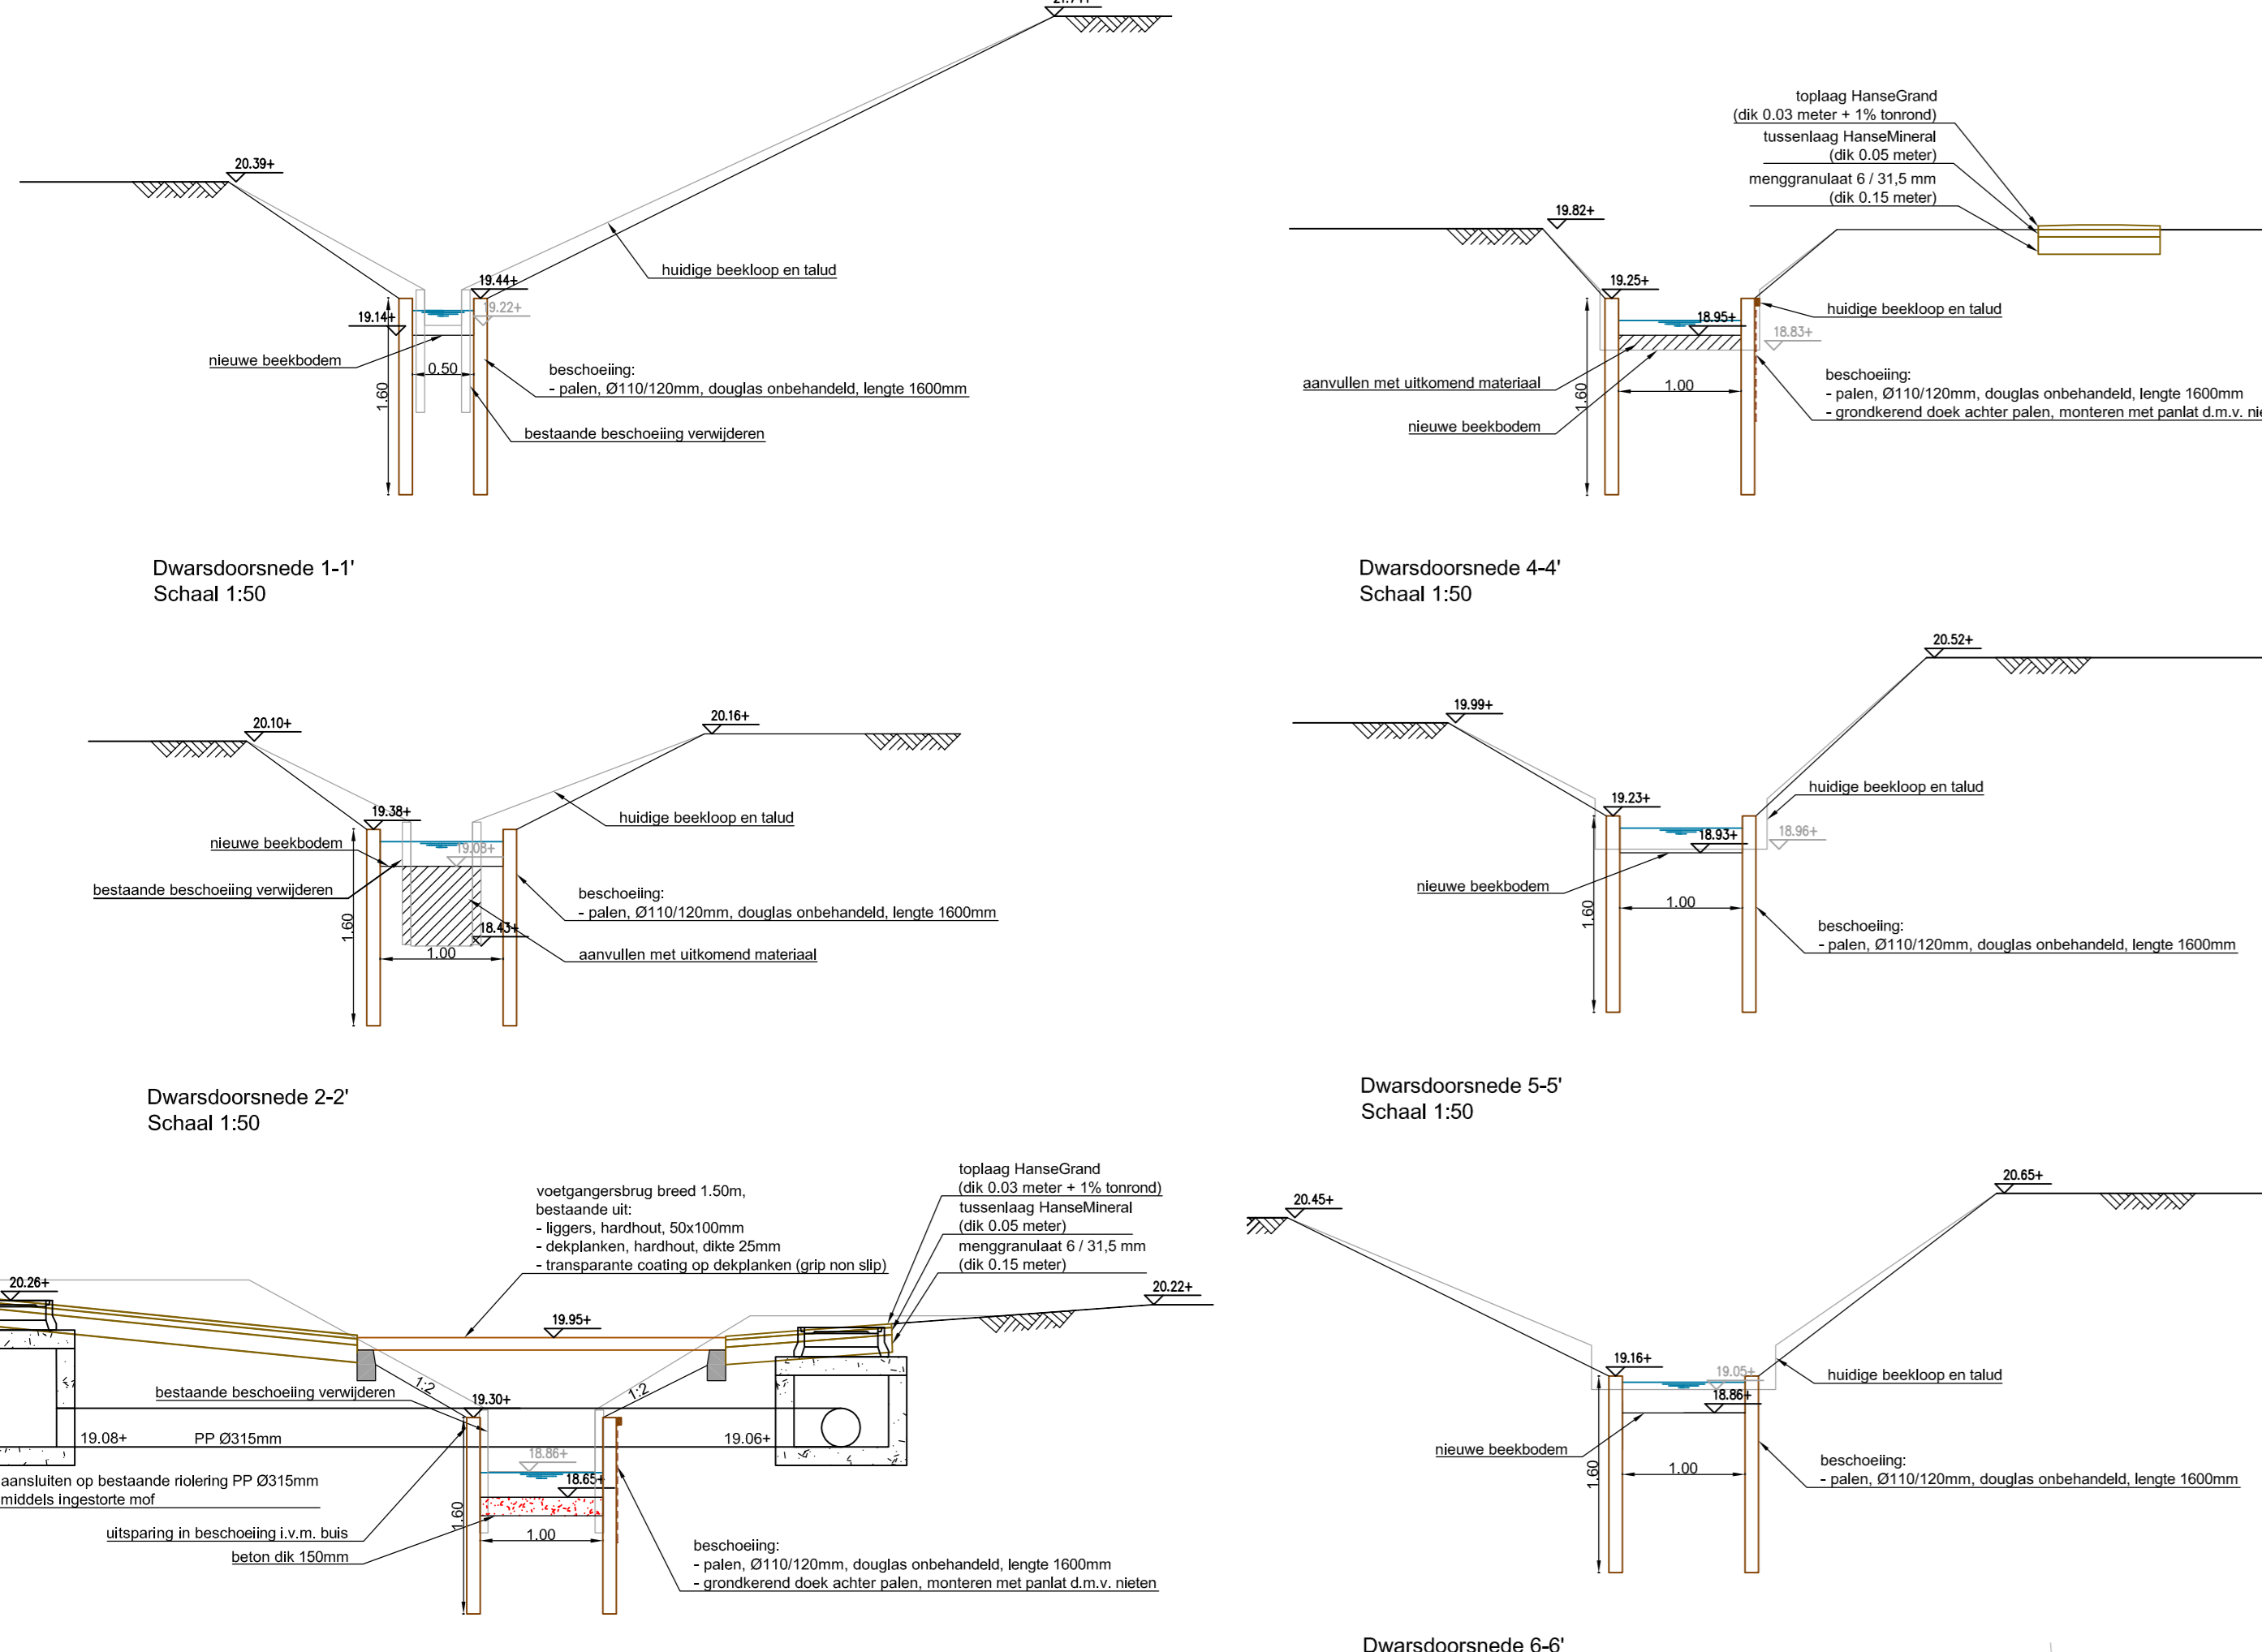 20.39+
19.44+
19.22+
19.14+
huidige beekloop en talud
nieuwe beekbodem
0.50
1.60
beschoeiing:
- palen, Ø110/120mm, douglas onbehandeld, lengte 1600mm
bestaande beschoeiing verwijderen
Dwarsdoorsnede 1-1'
Schaal 1:50
toplaag HanseGrand
(dik 0.03 meter + 1% tonrond)
tussenlaag HanseMineral
(dik 0.05 meter)
menggranulaat 6 / 31,5 mm
(dik 0.15 meter)
19.82+
19.25+
18.95+
18.83+
huidige beekloop en talud
aanvullen met uitkomend materiaal
1.60
1.00
nieuwe beekbodem
beschoeiing:
- palen, Ø110/120mm, douglas onbehandeld, lengte 1600mm
- grondkerend doek achter palen, monteren met panlat d.m.v.
Dwarsdoorsnede 4-4'
Schaal 1:50
20.10+
20.16+
19.38+
19.08+
huidige beekloop en talud
nieuwe beekbodem
bestaande beschoeiing verwijderen
1.60
18.43+
1.00
beschoeiing:
- palen, Ø110/120mm, douglas onbehandeld, lengte 1600mm
aanvullen met uitkomend materiaal
Dwarsdoorsnede 2-2'
Schaal 1:50
20.52+
19.99+
19.23+
18.93+
18.96+
huidige beekloop en talud
nieuwe beekbodem
1.60
1.00
beschoeiing:
- palen, Ø110/120mm, douglas onbehandeld, lengte 1600mm
Dwarsdoorsnede 5-5'
Schaal 1:50
voetgangersbrug breed 1.50m,
bestaande uit:
- liggers, hardhout, 50x100mm
- dekplanken, hardhout, dikte 25mm
- transparante coating op dekplanken (grip non slip)
toplaag HanseGrand
(dik 0.03 meter + 1% tonrond)
tussenlaag HanseMineral
(dik 0.05 meter)
menggranulaat 6 / 31,5 mm
(dik 0.15 meter)
20.26+
20.22+
19.95+
1:2
1:2
bestaande beschoeiing verwijderen
19.30+
19.08+
PP Ø315mm
19.06+
18.86+
18.65+
aansluiten op bestaande riolering PP Ø315mm
middels ingestorte mof
1.60
1.00
uitsparing in beschoeiing i.v.m. buis
beton dik 150mm
beschoeiing:
- palen, Ø110/120mm, douglas onbehandeld, lengte 1600mm
- grondkerend doek achter palen, monteren met panlat d.m.v. nieten
20.45+
20.65+
19.16+
19.05+
18.86+
huidige beekloop en talud
nieuwe beekbodem
1.60
1.00
beschoeiing:
- palen, Ø110/120mm, douglas onbehandeld, lengte 1600mm
Dwarsdoorsnede 6-6'